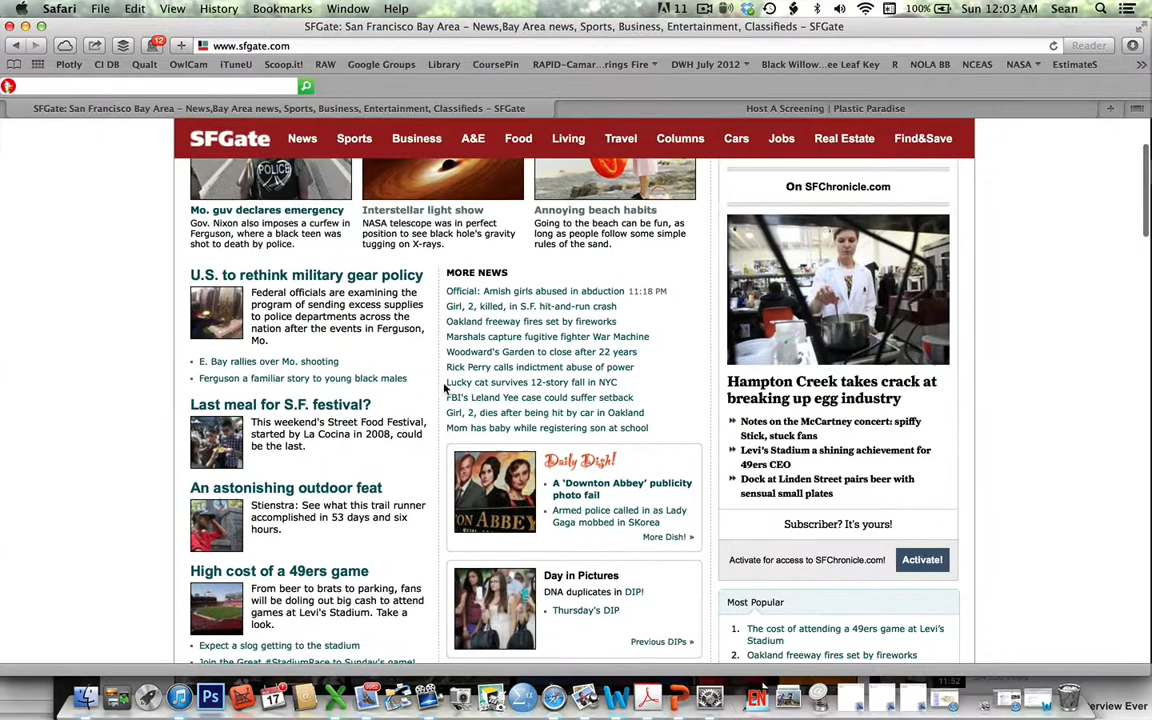 Safari File Edit View History Bookmarks Window Help 11 100% Sun 12:03 AM Sean
SFGate: San Francisco Bay Area – News,Bay Area news, Sports, Business, Entertainment, Classifieds – SFGate
12 www.sfgate.com Reader
Plotly CI DB Qualt OwlCam iTuneU Scoop.it! RAW Google Groups Library CoursePin RAPID-Camar...rings Fire DWH July 2012 Black Willow...ee Leaf Key R NOLA BB NCEAS NASA EstimateS
SFGate: San Francisco Bay Area – News,Bay Area news, Sports, Business, Entertainment, Classifieds – SFGate
Host A Screening | Plastic Paradise
SFGate News Sports Business A&E Food Living Travel Columns Cars Jobs Real Estate Find&Save
POLICE
Mo. guv declares emergency
Gov. Nixon also imposes a curfew in
Ferguson, where a black teen was
shot to death by police.
Interstellar light show
NASA telescope was in perfect
position to see black hole's gravity
tugging on X-rays.
Annoying beach habits
Going to the beach can be fun, as
long as people follow some simple
rules of the sand.
U.S. to rethink military gear policy
Federal officials are examining the
program of sending excess supplies
to police departments across the
nation after the events in Ferguson,
Mo.
E. Bay rallies over Mo. shooting
Ferguson a familiar story to young black males
Last meal for S.F. festival?
This weekend's Street Food Festival,
started by La Cocina in 2008, could
be the last.
An astonishing outdoor feat
Stienstra: See what this trail runner
accomplished in 53 days and six
hours.
High cost of a 49ers game
From beer to brats to parking, fans
will be doling out big cash to attend
games at Levi's Stadium. Take a
look.
Expect a slog getting to the stadium
Join the Great #StadiumRace to Sunday's game!
MORE NEWS
Official: Amish girls abused in abduction 11:18 PM
Girl, 2, killed, in S.F. hit-and-run crash
Oakland freeway fires set by fireworks
Marshals capture fugitive fighter War Machine
Woodward's Garden to close after 22 years
Rick Perry calls indictment abuse of power
Lucky cat survives 12-story fall in NYC
FBI's Leland Yee case could suffer setback
Girl, 2, dies after being hit by car in Oakland
Mom has baby while registering son at school
Daily Dish!
A 'Downton Abbey' publicity
photo fail
Armed police called in as Lady
Gaga mobbed in SKorea
More Dish! »
ON ABBEY
Day in Pictures
DNA duplicates in DIP!
Thursday's DIP
Previous DIPs »
On SFChronicle.com
Hampton Creek takes crack at
breaking up egg industry
Notes on the McCartney concert: spiffy
Stick, stuck fans
Levi's Stadium a shining achievement for
49ers CEO
Dock at Linden Street pairs beer with
sensual small plates
Subscriber? It's yours!
Activate for access to SFChronicle.com! Activate!
Most Popular
1. The cost of attending a 49ers game at Levi's
Stadium
2. Oakland freeway fires set by fireworks
11:52
erview Ever